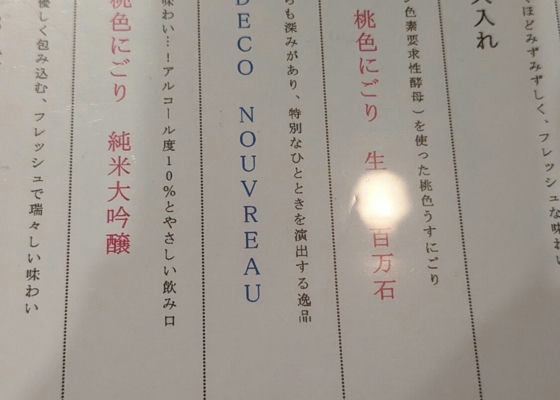 くほどみずみずしく、フレッシュな味わい
火入れ
色素要求性酵母）を使った桃色うすにごり
桃色にごり 生 百万石
らも深みがあり、特別なひとときを演出する逸品
DECO NOUVREAU
味わい…！アルコール度10％とやさしい飲み口
桃色にごり 純米大吟醸
優しく包み込む、フレッシュで瑞々しい味わい